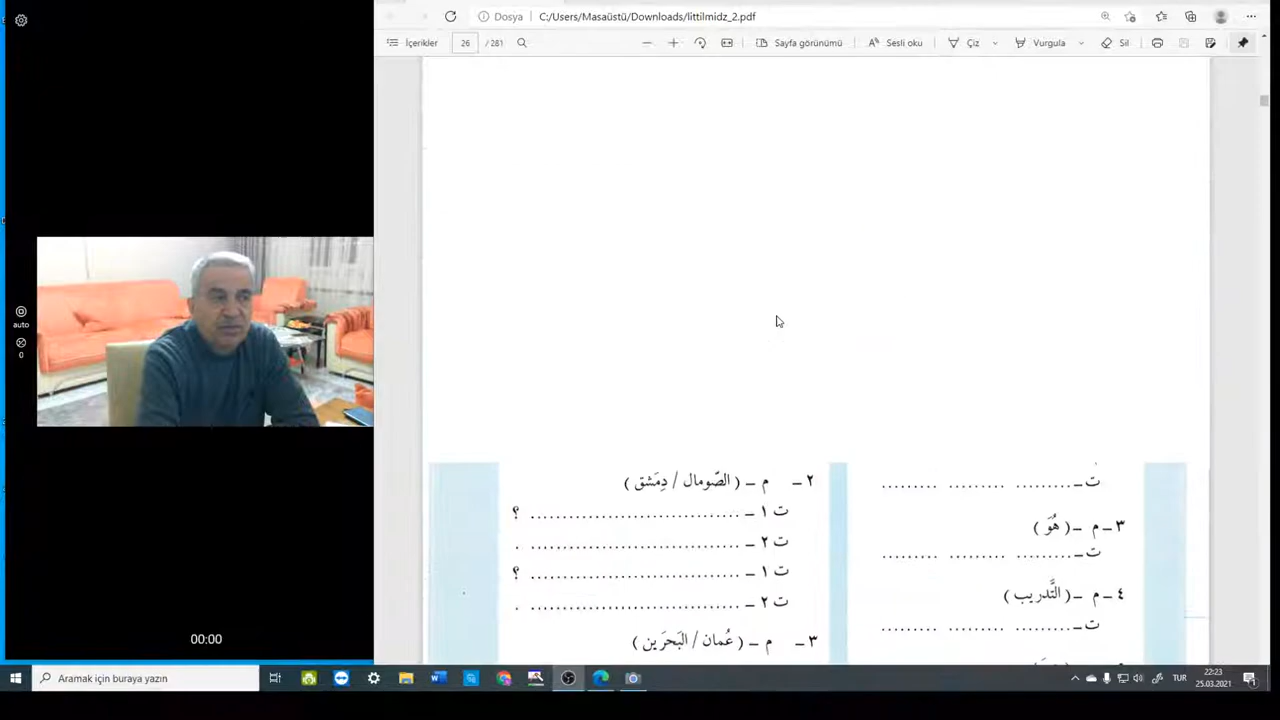 Dosya
C:/Users/Masaüstü/Downloads/littilmidz_2.pdf
İçerikler
26
/ 281
Sayfa görünümü
Sesli oku
Çiz
Vurgula
Sil
ت ـ ......... ......... .........
٣ ـ م ـ ( هُوَ )
ت ـ ......... ......... .........
٤ ـ م ـ ( التَّدريب )
ت ـ ......... ......... .........
٢ ـ م ـ ( الصّومال / دِمَشق )
ت ١ ـ ................................... ؟
ت ٢ ـ ................................... .
ت ١ ـ ................................... ؟
ت ٢ ـ ................................... .
٣ ـ م ـ ( عُمان / البَحرَين )
auto
0
00:00
Aramak için buraya yazın
TUR
22:23
25.03.2021